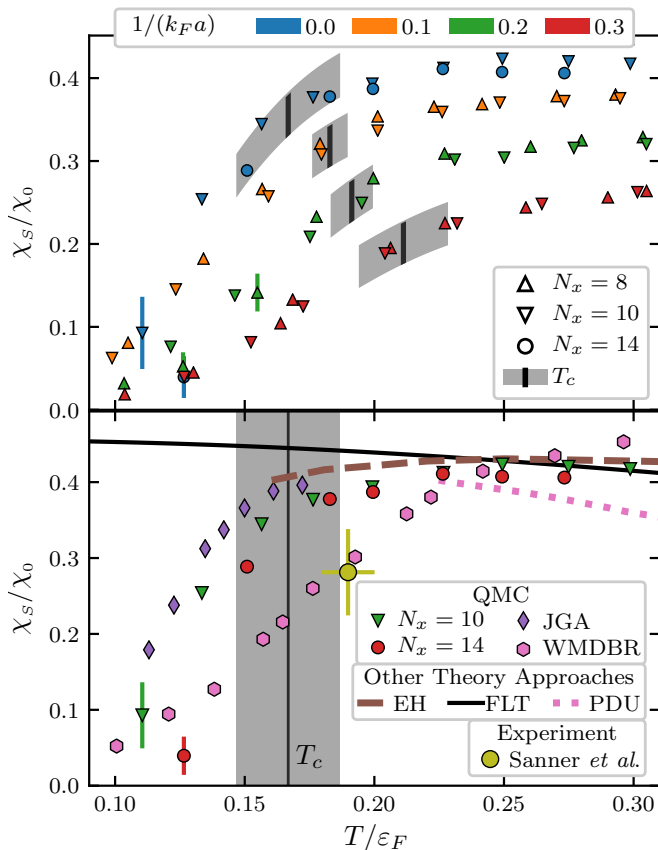 1/(k_F a) 0.0 0.1 0.2 0.3
0.4
0.3
0.2
0.1
0.0
χ_S/χ_0
N_x = 8
N_x = 10
N_x = 14
T_c
0.4
0.3
0.2
0.1
0.0
χ_S/χ_0
T_c
QMC
N_x = 10 JGA
N_x = 14 WMDBR
Other Theory Approaches
EH FLT PDU
Experiment
Sanner et al.
0.10 0.15 0.20 0.25 0.30
T/ε_F